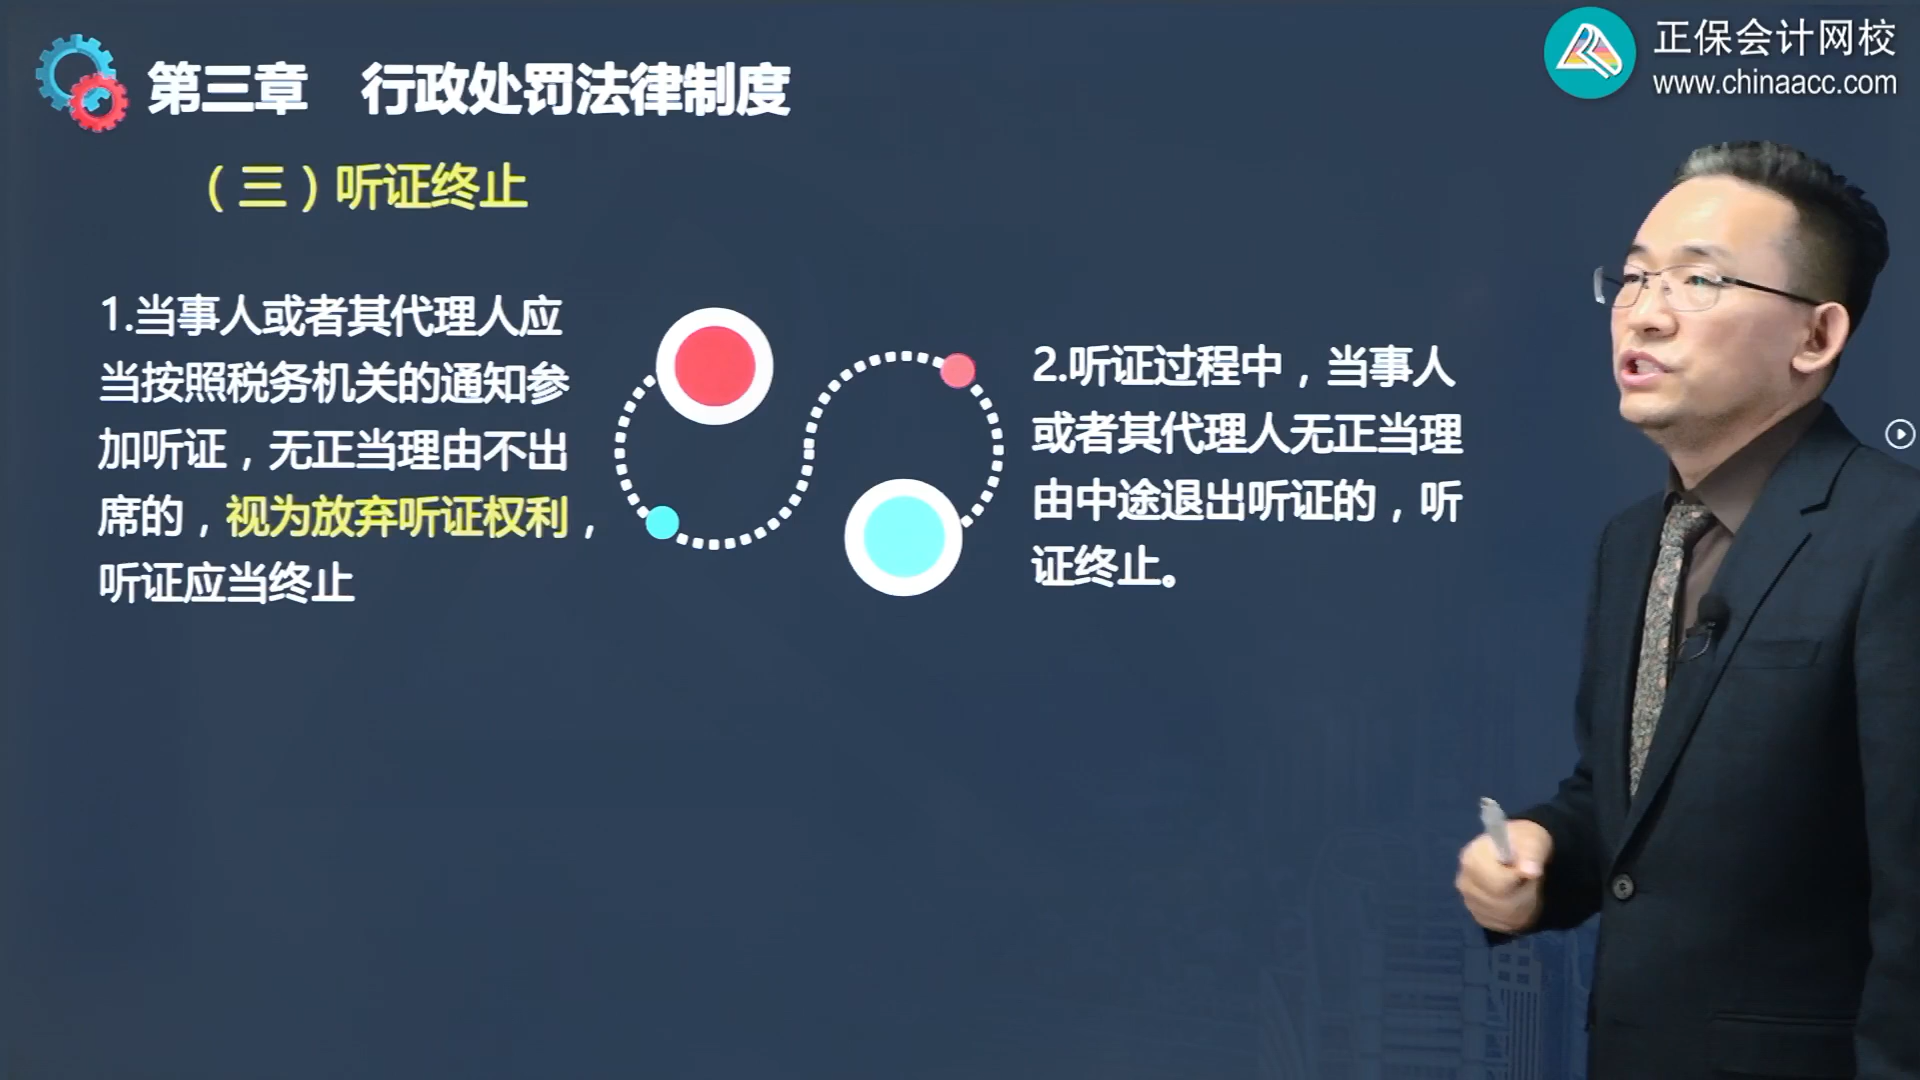 正保会计网校
www.chinaacc.com
第三章 行政处罚法律制度
（三）听证终止
1.当事人或者其代理人应
当按照税务机关的通知参
加听证，无正当理由不出
席的，视为放弃听证权利，
听证应当终止
2.听证过程中，当事人
或者其代理人无正当理
由中途退出听证的，听
证终止。